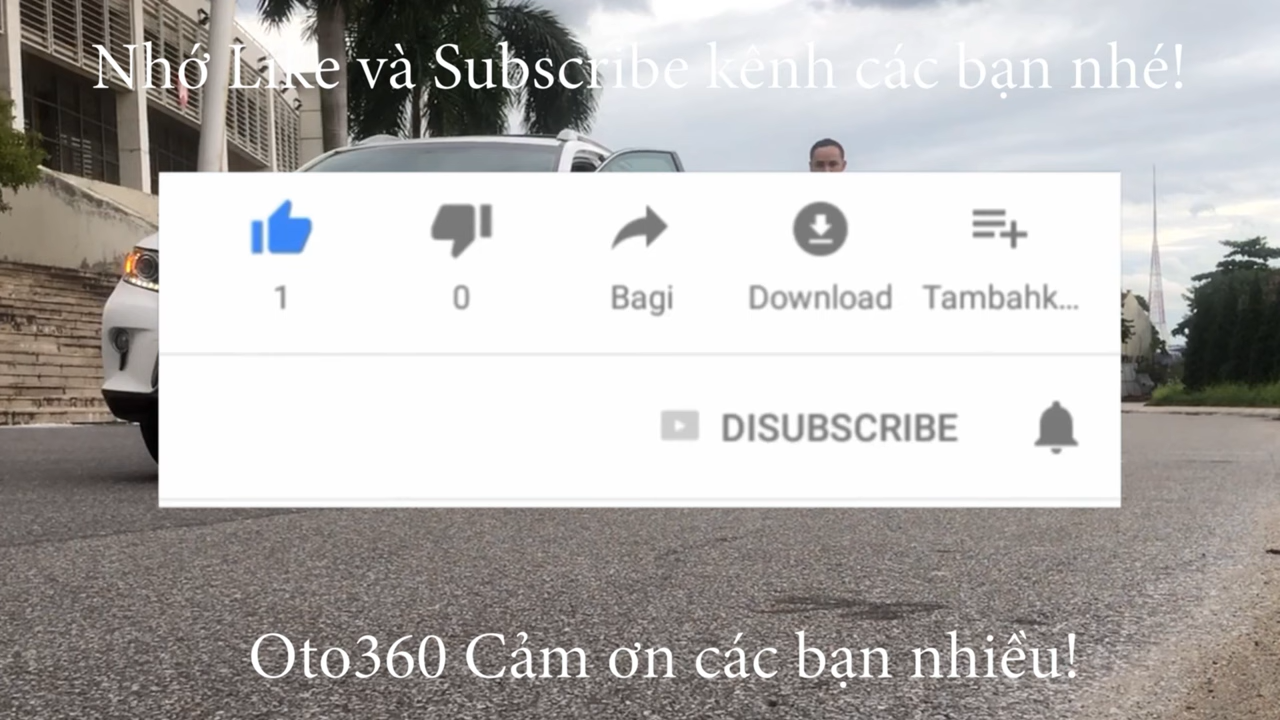 Nhớ Like và Subscribe kênh các bạn nhé!
1 0 Bagi Download Tambahk...
DISUBSCRIBE
Oto360 Cảm ơn các bạn nhiều!